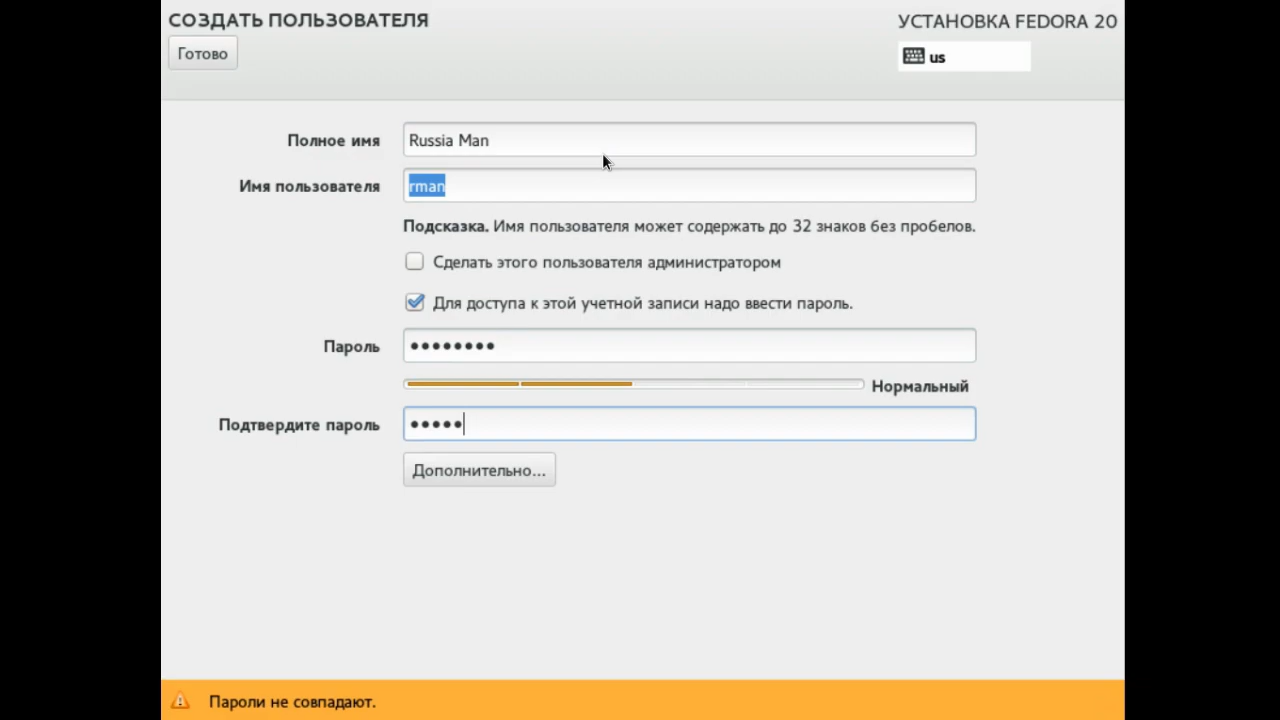 СОЗДАТЬ ПОЛЬЗОВАТЕЛЯ
УСТАНОВКА FEDORA 20
Готово
us
Полное имя
Russia Man
Имя пользователя
rman
Подсказка. Имя пользователя может содержать до 32 знаков без пробелов.
Сделать этого пользователя администратором
Для доступа к этой учетной записи надо ввести пароль.
Пароль
••••••••
Нормальный
Подтвердите пароль
•••••
Дополнительно...
Пароли не совпадают.